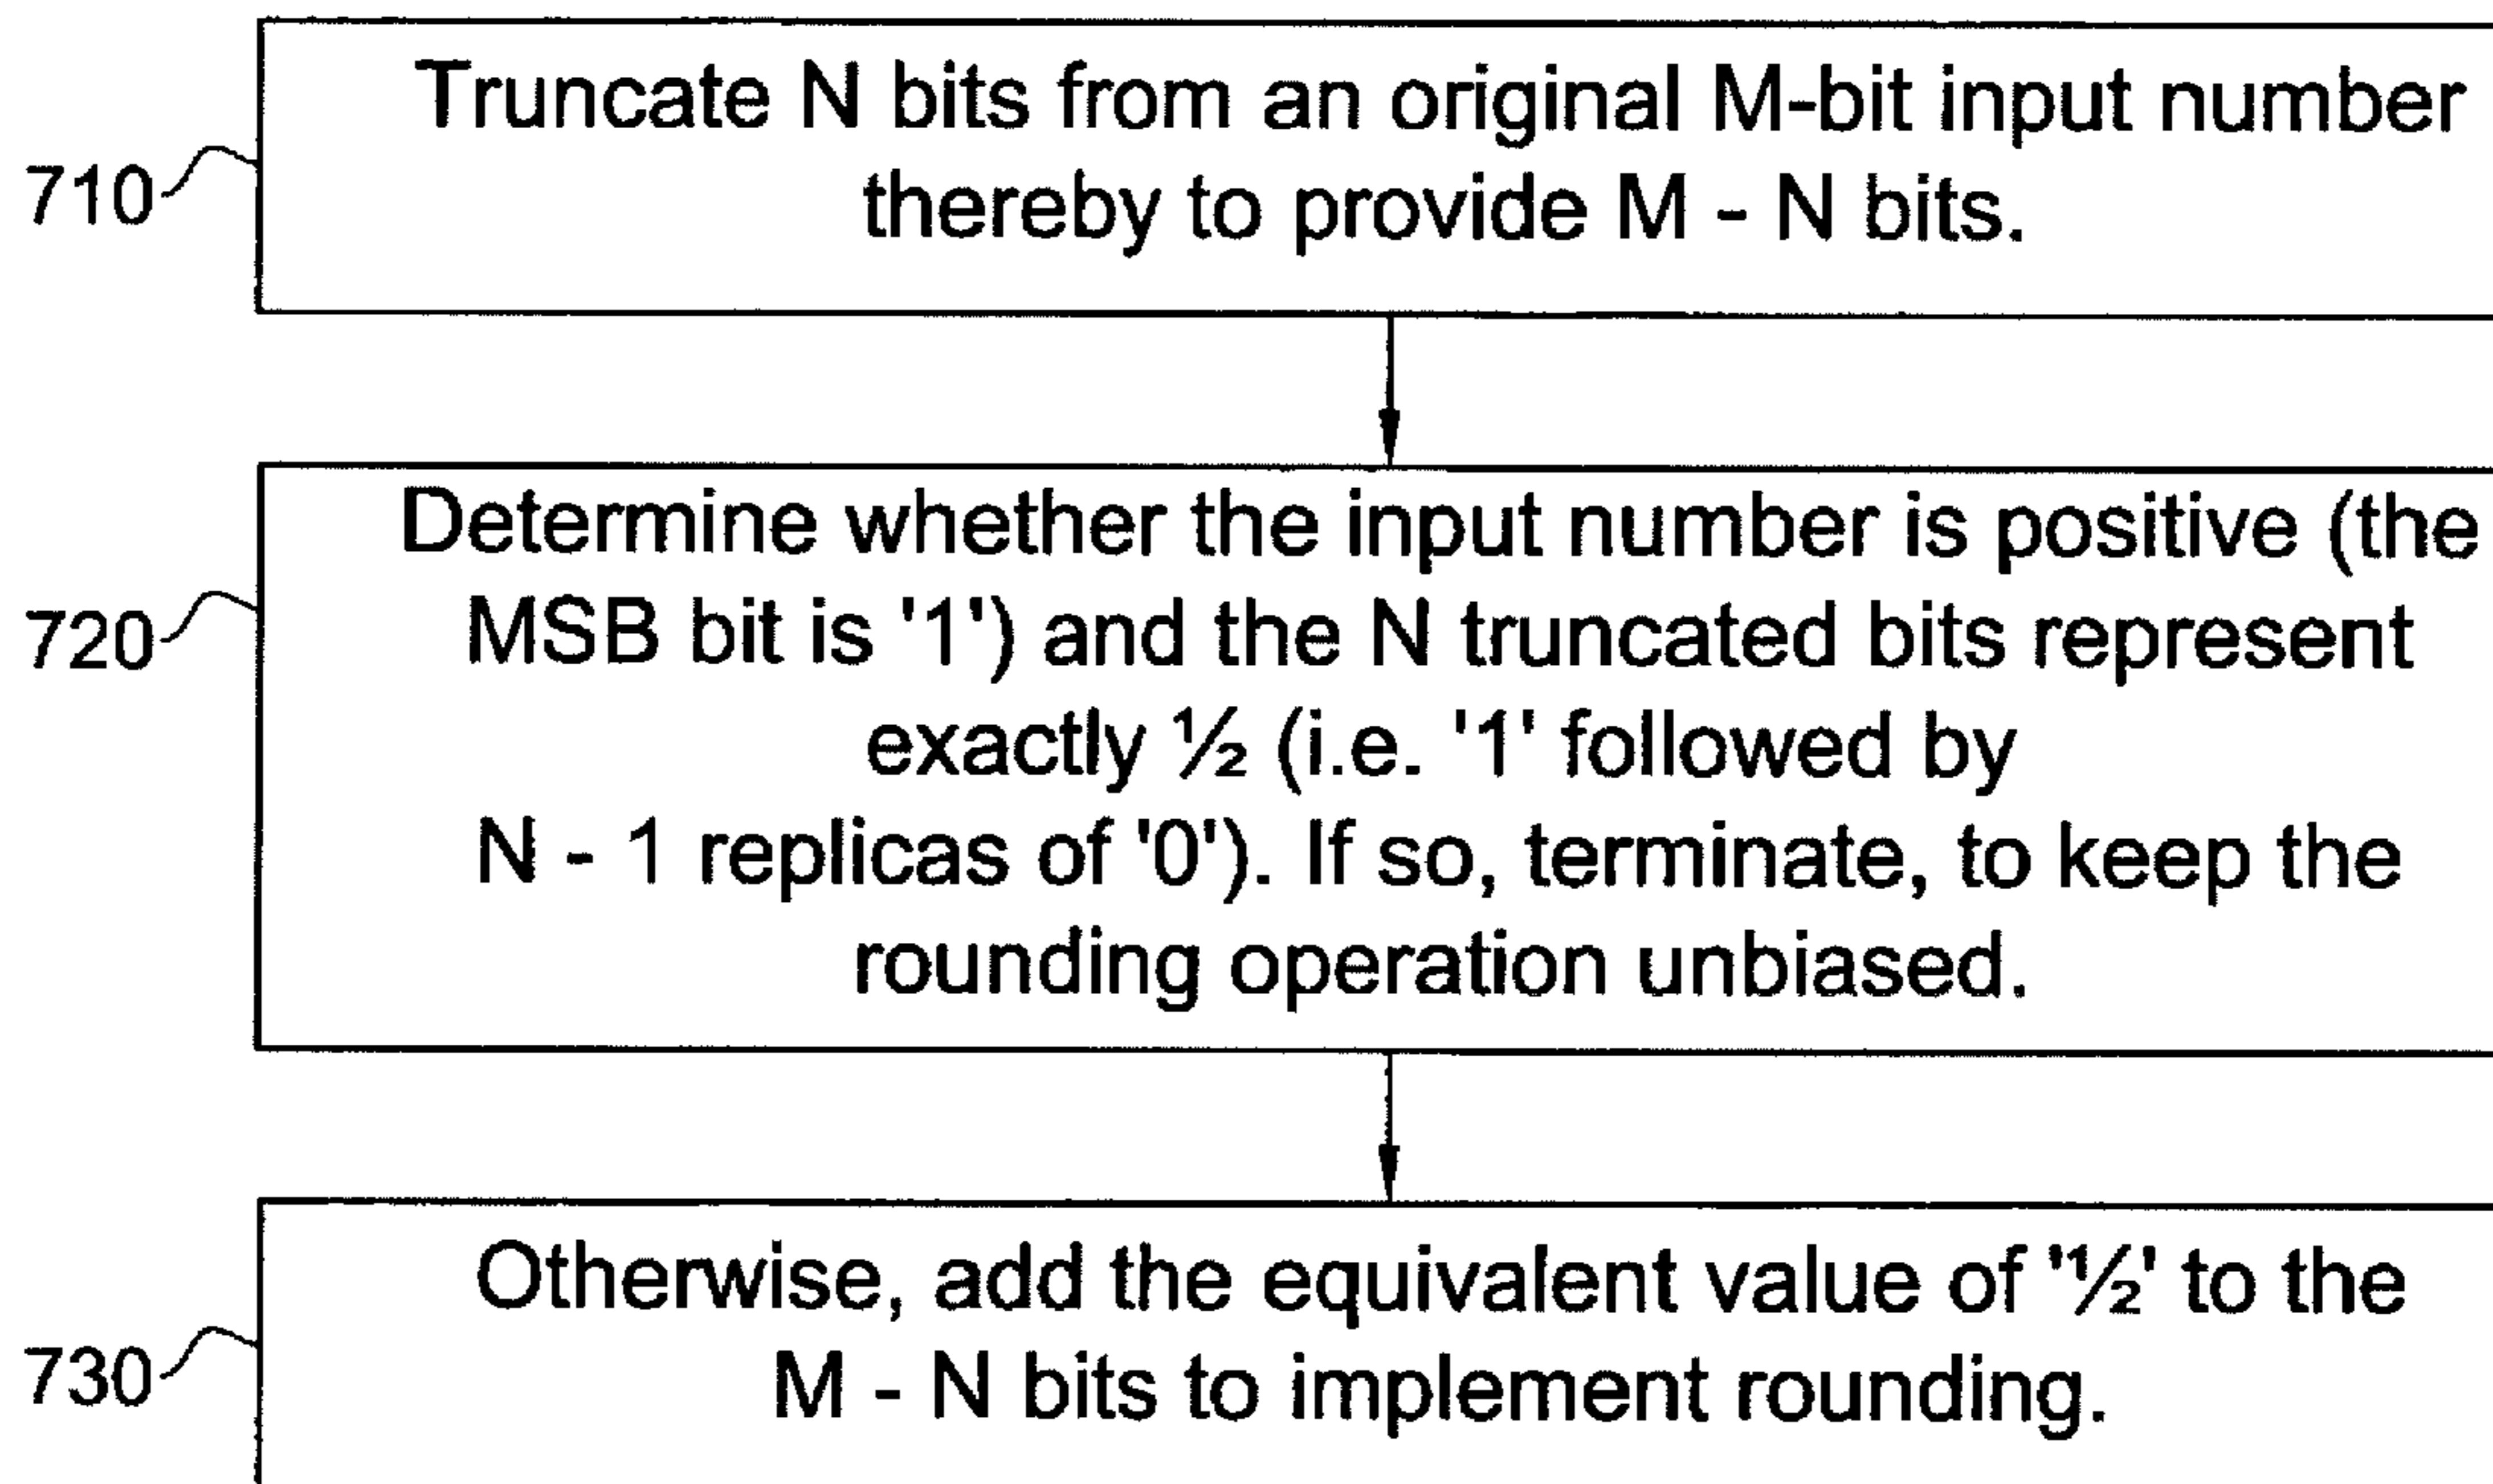 Truncate N bits from an original M-bit input number
thereby to provide M - N bits.
710
Determine whether the input number is positive (the
MSB bit is '1') and the N truncated bits represent
exactly ½ (i.e. '1' followed by
N - 1 replicas of '0'). If so, terminate, to keep the
rounding operation unbiased.
720
Otherwise, add the equivalent value of '½' to the
M - N bits to implement rounding.
730